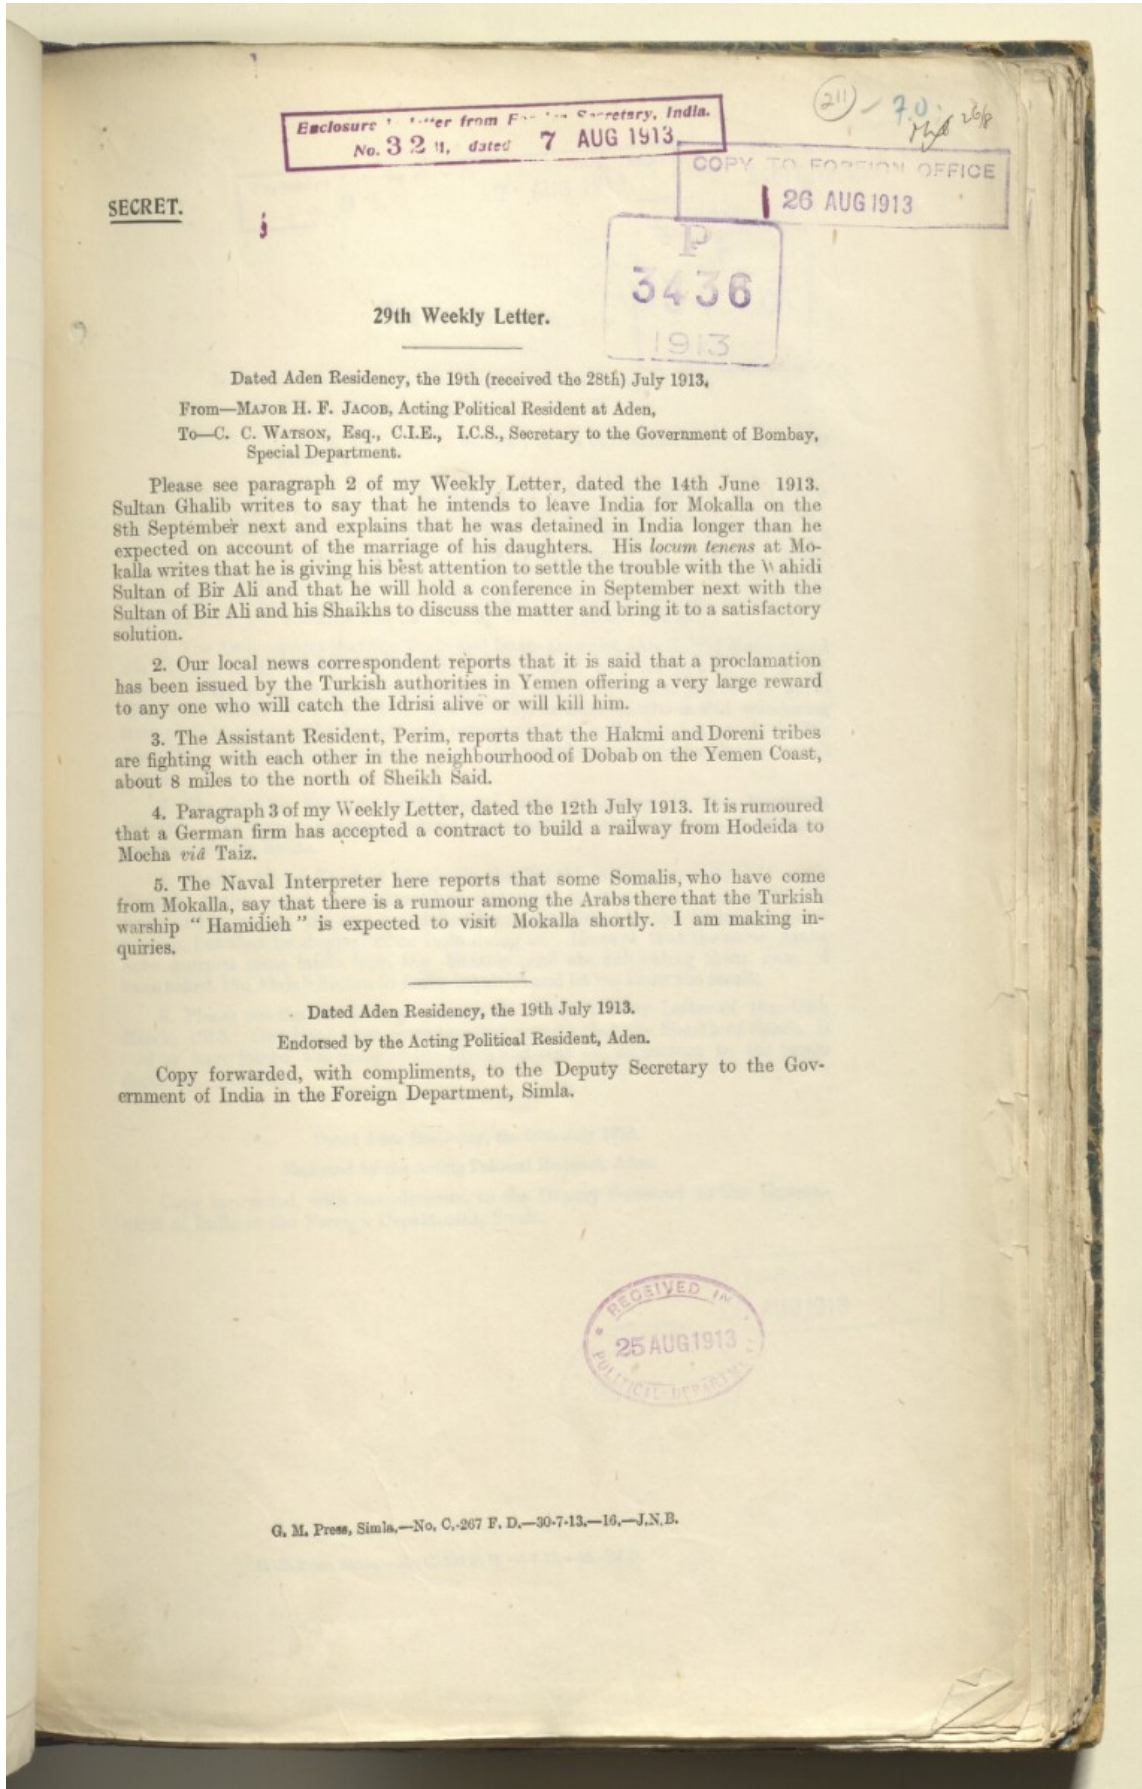 211 - 70.
26/8
Enclosure letter from Secretary, India.
No. 32 M, dated 7 AUG 1913
COPY TO FOREIGN OFFICE
26 AUG 1913
SECRET.
P
3436
1913
29th Weekly Letter.
Dated Aden Residency, the 19th (received the 28th) July 1913,
From—MAJOR H. F. JACOB, Acting Political Resident at Aden,
To—C. C. WATSON, Esq., C.I.E., I.C.S., Secretary to the Government of Bombay,
Special Department.
Please see paragraph 2 of my Weekly Letter, dated the 14th June 1913.
Sultan Ghalib writes to say that he intends to leave India for Mokalla on the
8th September next and explains that he was detained in India longer than he
expected on account of the marriage of his daughters. His locum tenens at Mo-
kalla writes that he is giving his best attention to settle the trouble with the Wahidi
Sultan of Bir Ali and that he will hold a conference in September next with the
Sultan of Bir Ali and his Shaikhs to discuss the matter and bring it to a satisfactory
solution.
2. Our local news correspondent reports that it is said that a proclamation
has been issued by the Turkish authorities in Yemen offering a very large reward
to any one who will catch the Idrisi alive or will kill him.
3. The Assistant Resident, Perim, reports that the Hakmi and Doreni tribes
are fighting with each other in the neighbourhood of Dobab on the Yemen Coast,
about 8 miles to the north of Sheikh Said.
4. Paragraph 3 of my Weekly Letter, dated the 12th July 1913. It is rumoured
that a German firm has accepted a contract to build a railway from Hodeida to
Mocha viâ Taiz.
5. The Naval Interpreter here reports that some Somalis, who have come
from Mokalla, say that there is a rumour among the Arabs there that the Turkish
warship "Hamidieh" is expected to visit Mokalla shortly. I am making in-
quiries.
Dated Aden Residency, the 19th July 1913.
Endorsed by the Acting Political Resident, Aden.
Copy forwarded, with compliments, to the Deputy Secretary to the Gov-
ernment of India in the Foreign Department, Simla.
RECEIVED IN
25 AUG 1913
POLITICAL DEPARTMENT
G. M. Press, Simla.—No. C.-267 F. D.—30-7-13.—16.—J.N.B.